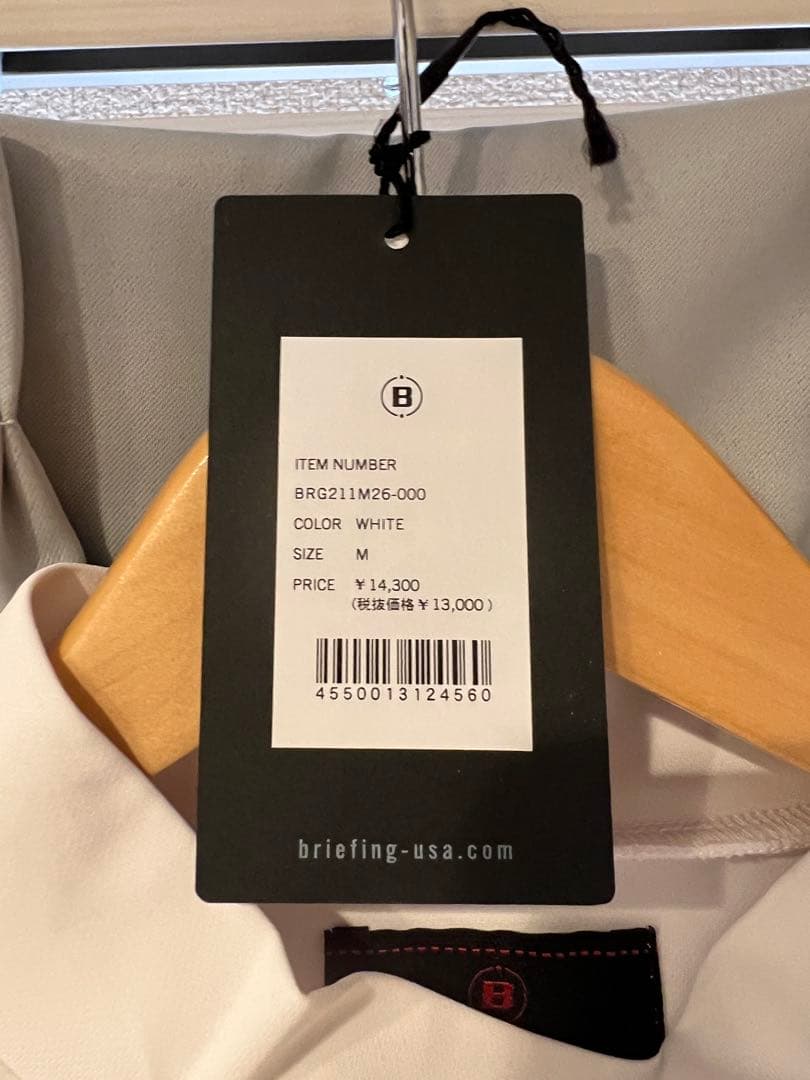 B
ITEM NUMBER
BRG211M26-000
COLOR WHITE
SIZE M
PRICE ¥14,300
(税抜価格¥13,000)
4550013124560
briefing-usa.com
B